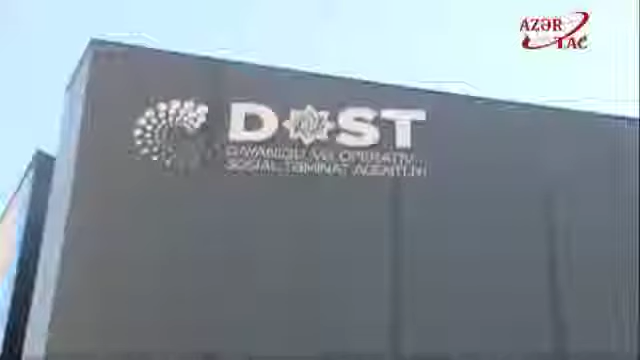 AZƏR
TAC
DOST
DAYANIQLI VƏ OPERATİV
SOSİAL TƏMİNAT AGENTLİYİ